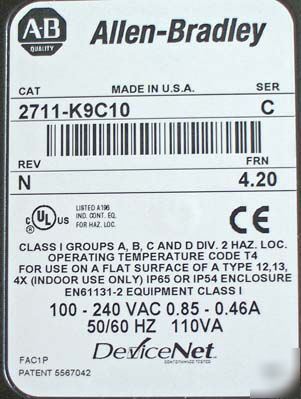 A-B Allen-Bradley
QUALITY
CAT MADE IN U.S.A. SER
2711-K9C10 C
REV FRN
N 4.20
C UL US LISTED A196
IND. CONT. EQ.
FOR HAZ. LOC.
CE
CLASS I GROUPS A, B, C AND D DIV. 2 HAZ. LOC.
OPERATING TEMPERATURE CODE T4
FOR USE ON A FLAT SURFACE OF A TYPE 12,13,
4X (INDOOR USE ONLY) IP65 OR IP54 ENCLOSURE
EN61131-2 EQUIPMENT CLASS I
100 - 240 VAC 0.85 - 0.46A
50/60 HZ 110VA
DeviceNet
CONFORMANCE TESTED
FAC1P
PATENT 5567042